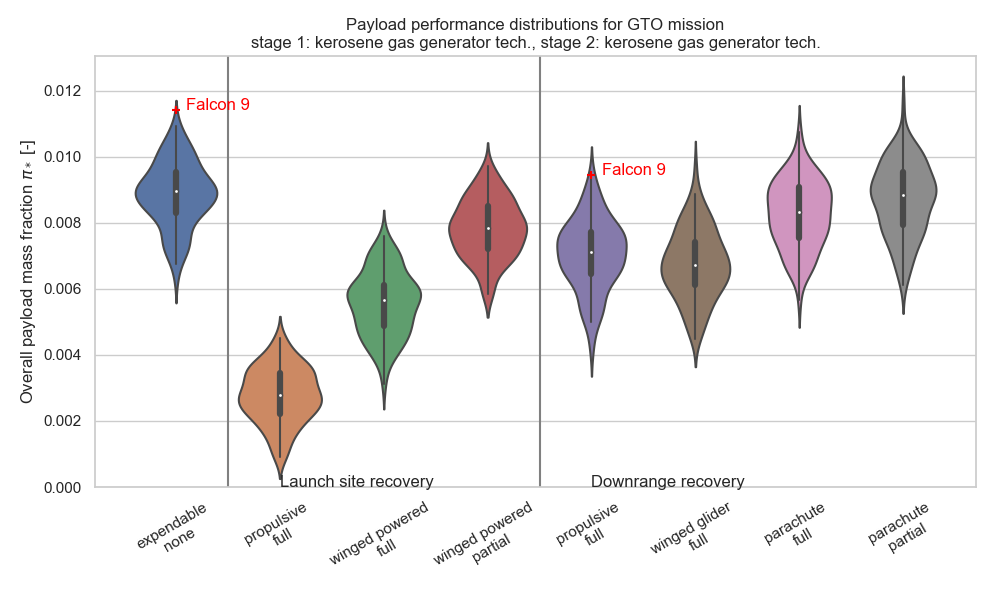 Payload performance distributions for GTO mission
stage 1: kerosene gas generator tech., stage 2: kerosene gas generator tech.
Overall payload mass fraction π* [-]
0.012
0.010
0.008
0.006
0.004
0.002
0.000
Falcon 9
Falcon 9
Launch site recovery
Downrange recovery
expendable
none
propulsive
full
winged powered
full
winged powered
partial
propulsive
full
winged glider
full
parachute
full
parachute
partial